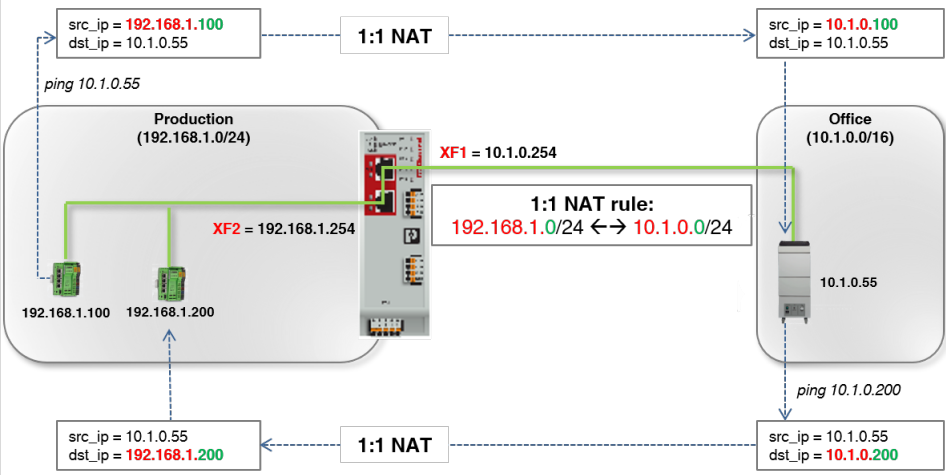 src_ip = 192.168.1.100
dst_ip = 10.1.0.55
1:1 NAT
src_ip = 10.1.0.100
dst_ip = 10.1.0.55
ping 10.1.0.55
Production
(192.168.1.0/24)
Office
(10.1.0.0/16)
XF1 = 10.1.0.254
1:1 NAT rule:
192.168.1.0/24 ←→ 10.1.0.0/24
XF2 = 192.168.1.254
192.168.1.100
192.168.1.200
10.1.0.55
ping 10.1.0.200
src_ip = 10.1.0.55
dst_ip = 192.168.1.200
1:1 NAT
src_ip = 10.1.0.55
dst_ip = 10.1.0.200